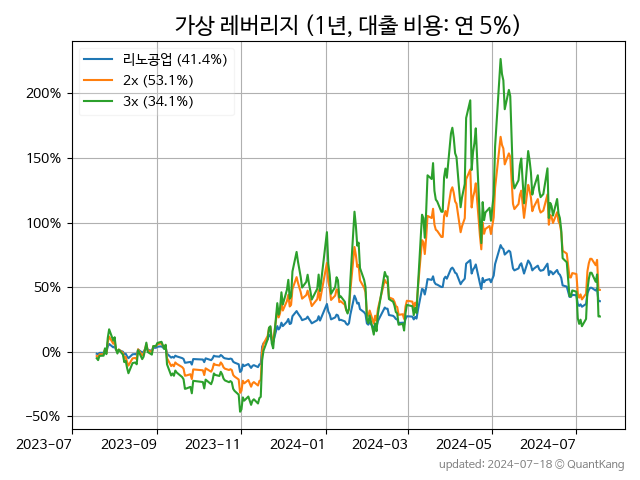 가상 레버리지 (1년, 대출 비용: 연 5%)
리노공업 (41.4%)
2x (53.1%)
3x (34.1%)
200%
150%
100%
50%
0%
−50%
2023-07
2023-09
2023-11
2024-01
2024-03
2024-05
2024-07
updated: 2024-07-18 © QuantKang